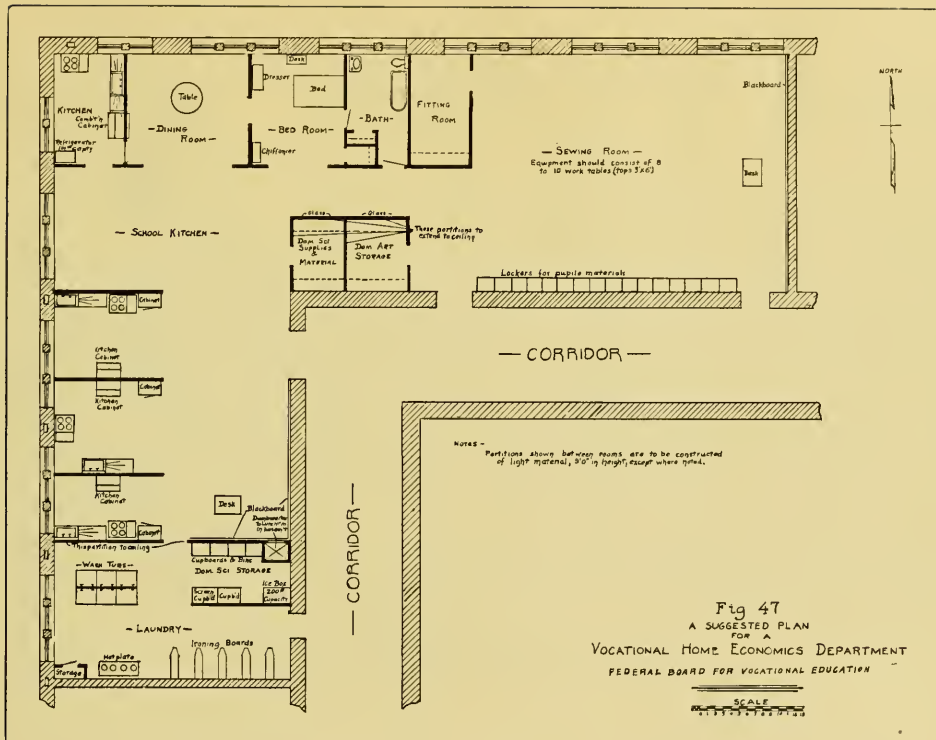 NORTH
Blackboard
Desk
Dresser
Bed
KITCHEN
Cabinet
Table
— DINING
ROOM —
— BED ROOM —
Chiffonier
— BATH —
FITTING
ROOM
— SEWING ROOM —
Equipment should consist of 8
to 10 work tables (tops 3'x6')
Desk
Refrigerator
— SCHOOL KITCHEN —
Glass
Glass
DOM SCI
SUPPLIES
&
MATERIAL
DOM ART
STORAGE
These partitions to
extend to ceiling
Lockers for pupils materials
— CORRIDOR —
Cabinet
Kitchen
Cabinet
Cabinet
Kitchen
Cabinet
Kitchen
Cabinet
NOTES -
Partitions shown between rooms are to be constructed
of light material, 9'0" in height, except where noted.
Desk
Blackboard
Cabinet
This partition to ceiling
Cupboards & Bins
DOM SCI STORAGE
— WASH TUBS —
Screen
Cupb'd
Cupb'd
Ice Box
200#
Capacity
— CORRIDOR —
— LAUNDRY —
Ironing Boards
Hotplate
Storage
Fig 47
A SUGGESTED PLAN
FOR A
VOCATIONAL HOME ECONOMICS DEPARTMENT
FEDERAL BOARD FOR VOCATIONAL EDUCATION
SCALE